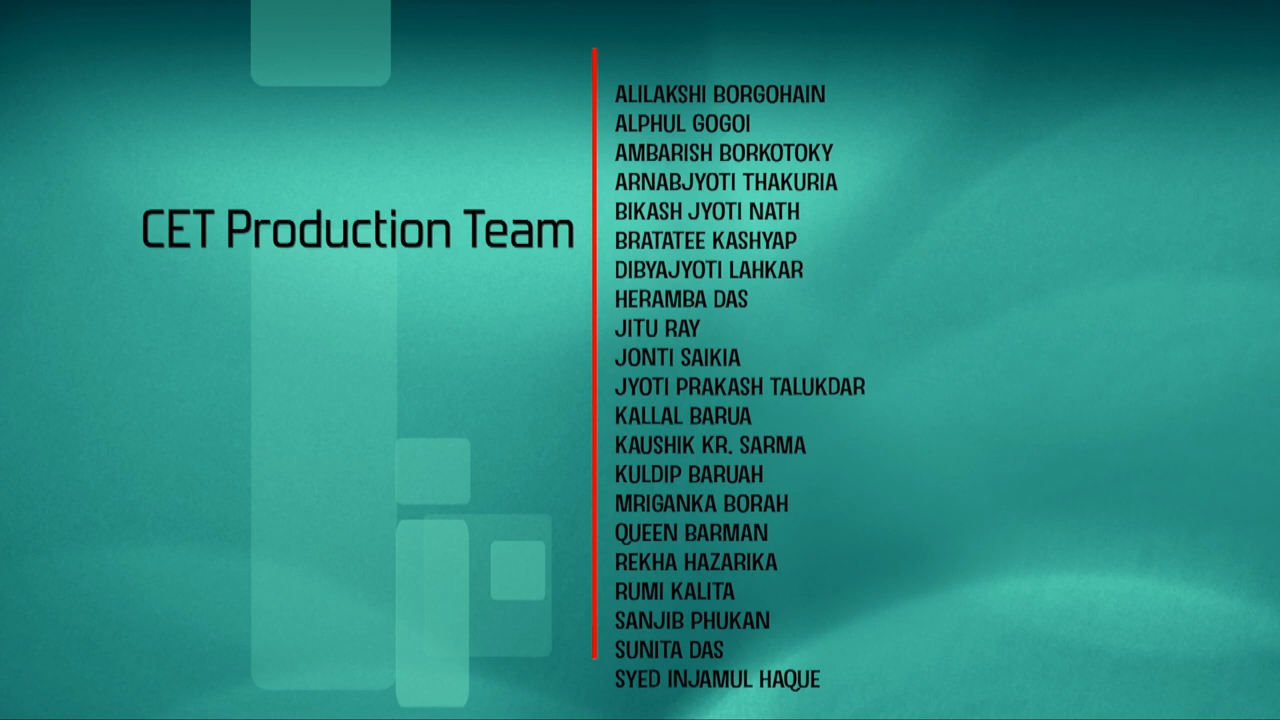 CET Production Team
ALILAKSHI BORGOHAIN
ALPHUL GOGOI
AMBARISH BORKOTOKY
ARNABJYOTI THAKURIA
BIKASH JYOTI NATH
BRATATEE KASHYAP
DIBYAJYOTI LAHKAR
HERAMBA DAS
JITU RAY
JONTI SAIKIA
JYOTI PRAKASH TALUKDAR
KALLAL BARUA
KAUSHIK KR. SARMA
KULDIP BARUAH
MRIGANKA BORAH
QUEEN BARMAN
REKHA HAZARIKA
RUMI KALITA
SANJIB PHUKAN
SUNITA DAS
SYED INJAMUL HAQUE